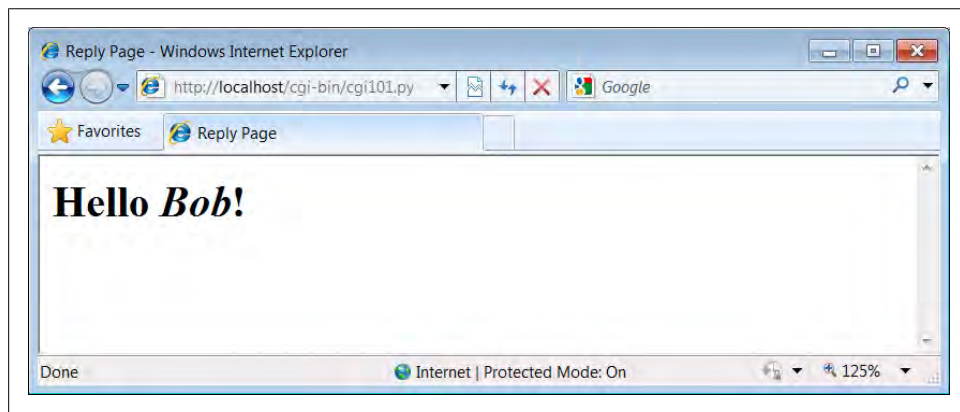 Reply Page - Windows Internet Explorer
http://localhost/cgi-bin/cgi101.py
Google
Favorites
Reply Page
Hello Bob!
Done
Internet | Protected Mode: On
125%